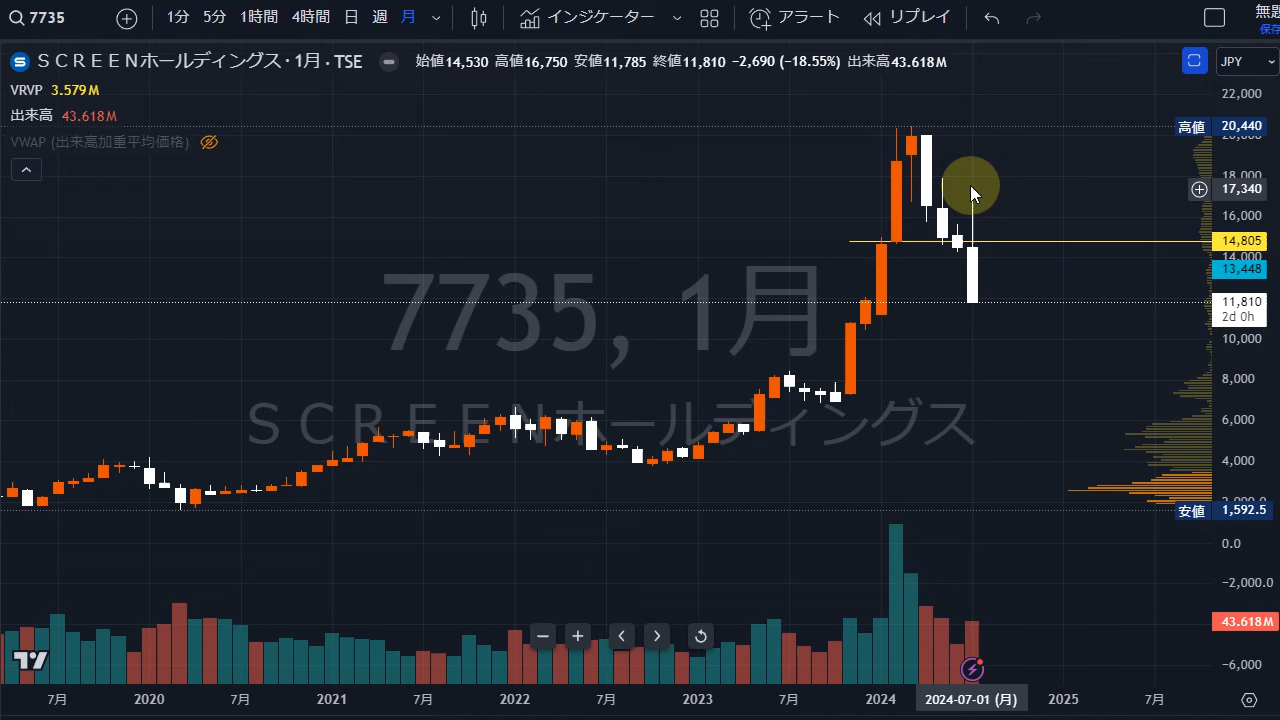 7735 1分 5分 1時間 4時間 日 週 月 インジケーター アラート リプレイ 無題
保存
ＳＣＲＥＥＮホールディングス・1月・TSE 始値14,530 高値16,750 安値11,785 終値11,810 −2,690 (−18.55%) 出来高43.618M JPY
VRVP 3.579M
出来高 43.618M
VWAP (出来高加重平均価格)
22,000
高値 20,440
20,000
18,000
17,340
16,000
14,805
14,000
13,448
11,810
2d 0h
10,000
8,000
6,000
4,000
2,000.0
安値 1,592.5
0.0
−2,000.0
43.618M
−6,000
7735, 1月
ＳＣＲＥＥＮホールディングス
7月 2020 7月 2021 7月 2022 7月 2023 7月 2024 2024-07-01 (月) 2025 7月